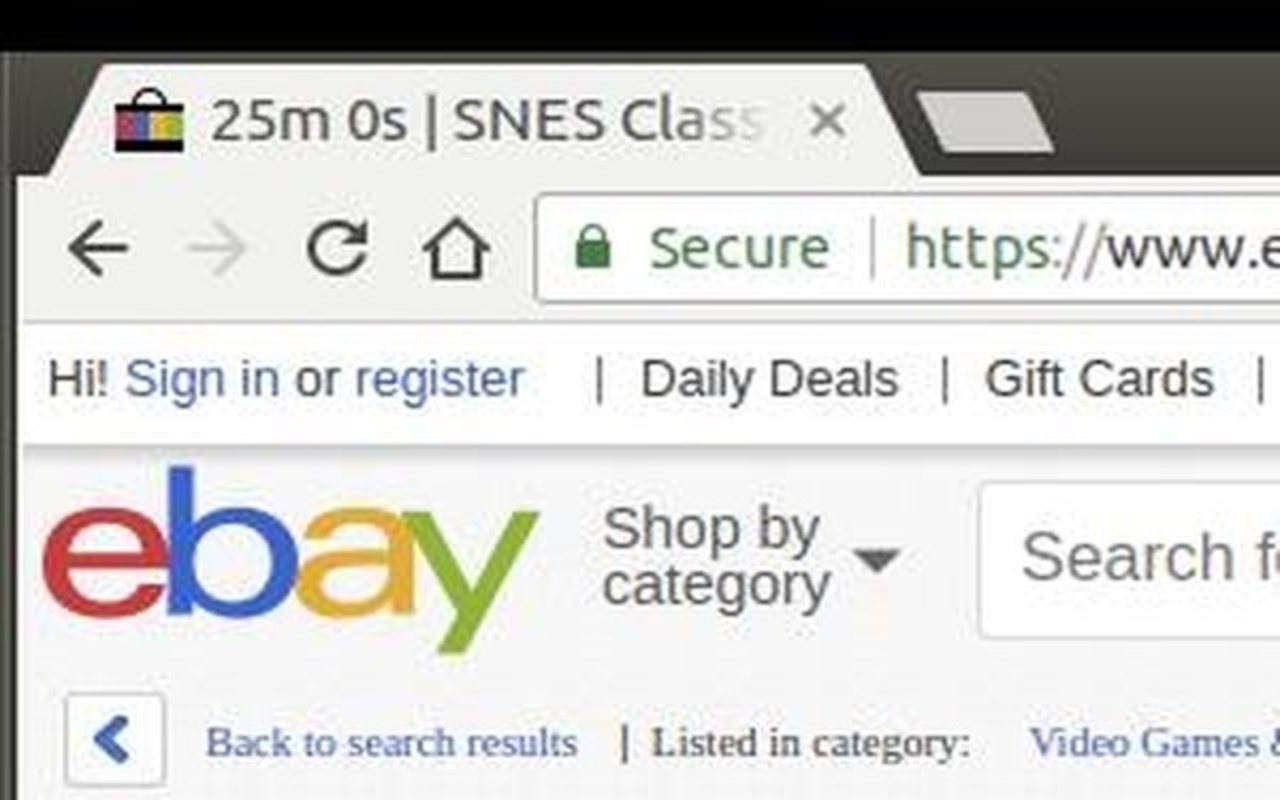 25m 0s | SNES Class
Secure | https://www.e
Hi! Sign in or register | Daily Deals | Gift Cards |
ebay
Shop by
category
Search f
Back to search results | Listed in category: Video Games &